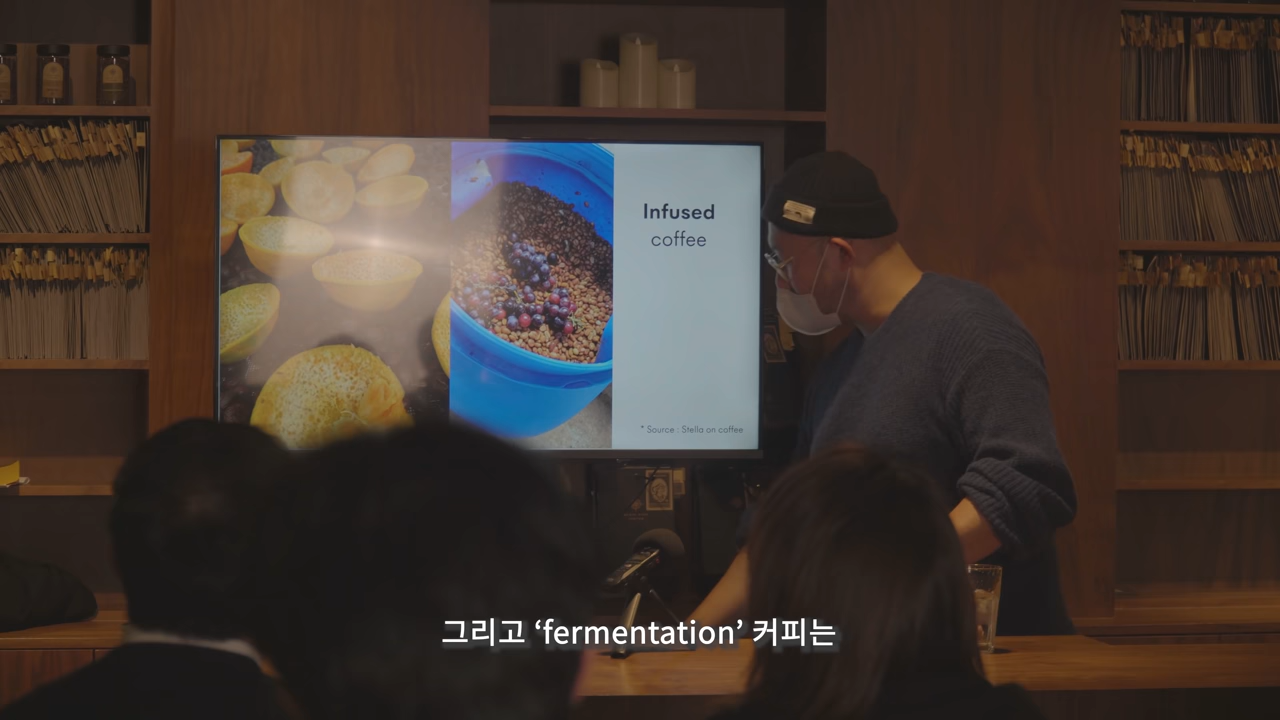 Infused
coffee
* Source : Stella on coffee
그리고 ‘fermentation’ 커피는